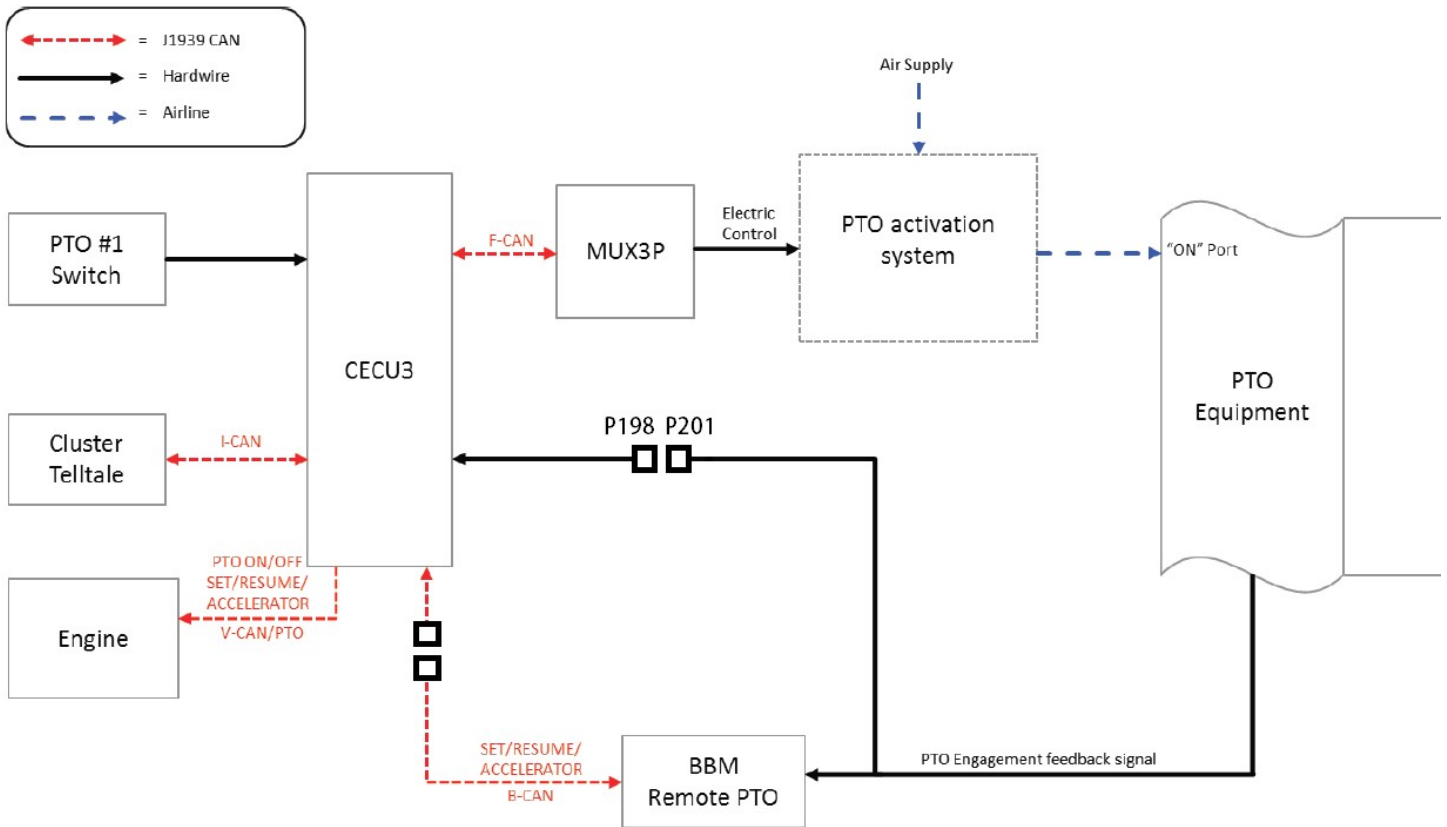 = J1939 CAN
= Hardwire
= Airline
Air Supply
PTO #1
Switch
CECU3
F-CAN
MUX3P
Electric
Control
PTO activation
system
"ON" Port
PTO
Equipment
Cluster
Telltale
I-CAN
P198 P201
Engine
PTO ON/OFF
SET/RESUME/
ACCELERATOR
V-CAN/PTO
SET/RESUME/
ACCELERATOR
B-CAN
BBM
Remote PTO
PTO Engagement feedback signal